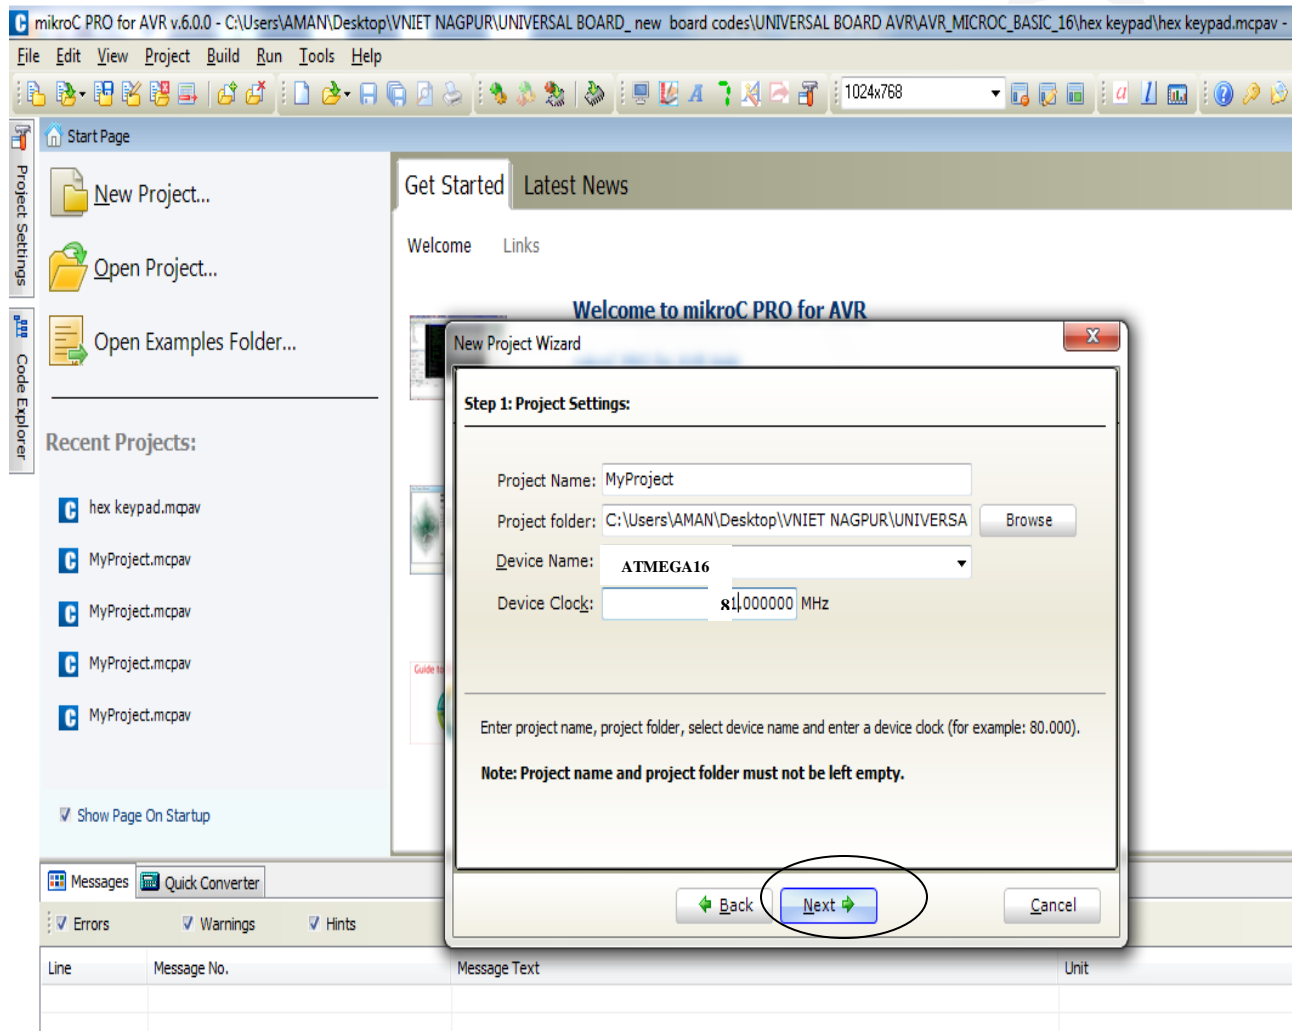 mikroC PRO for AVR v.6.0.0 - C:\Users\AMAN\Desktop\VNIET NAGPUR\UNIVERSAL BOARD_ new  board codes\UNIVERSAL BOARD AVR\AVR_MICROC_BASIC_16\hex keypad\hex keypad.mcpav -
File Edit View Project Build Run Tools Help
1024x768
Start Page
Project Settings
Code Explorer
New Project...
Open Project...
Open Examples Folder...
Recent Projects:
hex keypad.mcpav
MyProject.mcpav
MyProject.mcpav
MyProject.mcpav
MyProject.mcpav
Show Page On Startup
Get Started Latest News
Welcome Links
Welcome to mikroC PRO for AVR
Guide to
New Project Wizard
Step 1: Project Settings:
Project Name: MyProject
Project folder: C:\Users\AMAN\Desktop\VNIET NAGPUR\UNIVERSA Browse
Device Name: ATMEGA16
Device Clock: 81.000000 MHz
Enter project name, project folder, select device name and enter a device clock (for example: 80.000).
Note: Project name and project folder must not be left empty.
Back Next Cancel
Messages Quick Converter
Errors Warnings Hints
Line Message No. Message Text Unit